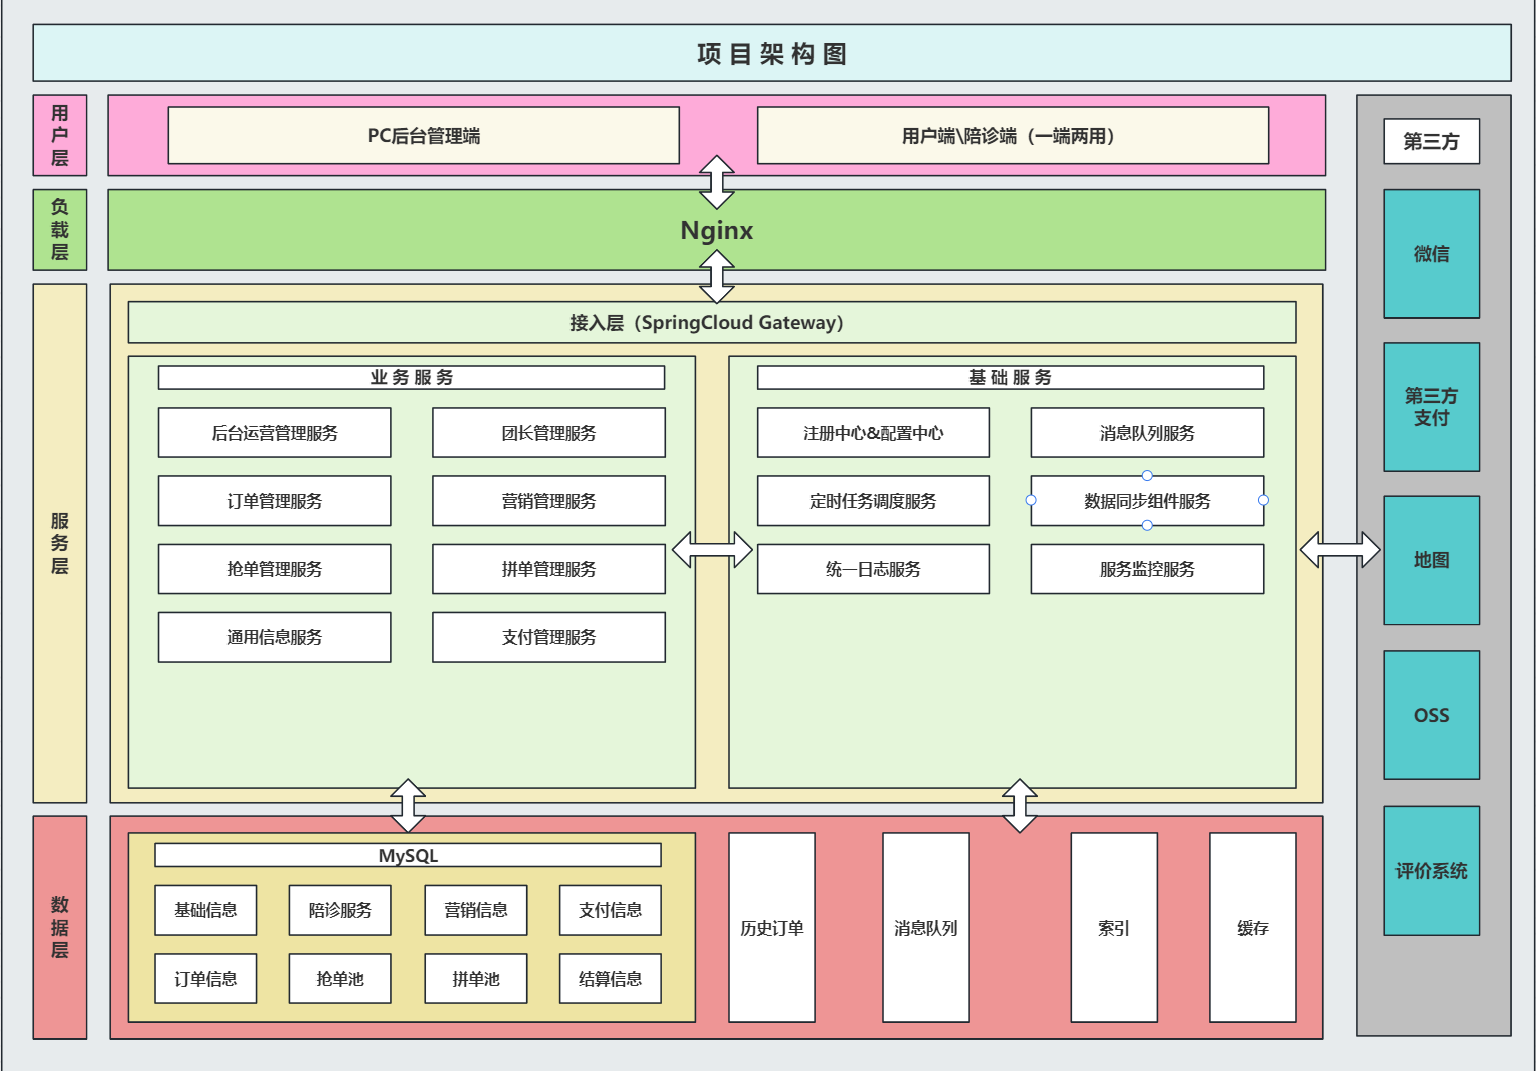 项 目 架 构 图
用
户
层
PC后台管理端
用户端\陪诊端（一端两用）
负
载
层
Nginx
服
务
层
接入层（SpringCloud Gateway）
业 务 服 务
后台运营管理服务
团长管理服务
订单管理服务
营销管理服务
抢单管理服务
拼单管理服务
通用信息服务
支付管理服务
基 础 服 务
注册中心&配置中心
消息队列服务
定时任务调度服务
数据同步组件服务
统一日志服务
服务监控服务
数
据
层
MySQL
基础信息
陪诊服务
营销信息
支付信息
订单信息
抢单池
拼单池
结算信息
历史订单
消息队列
索引
缓存
第三方
微信
第三方
支付
地图
OSS
评价系统